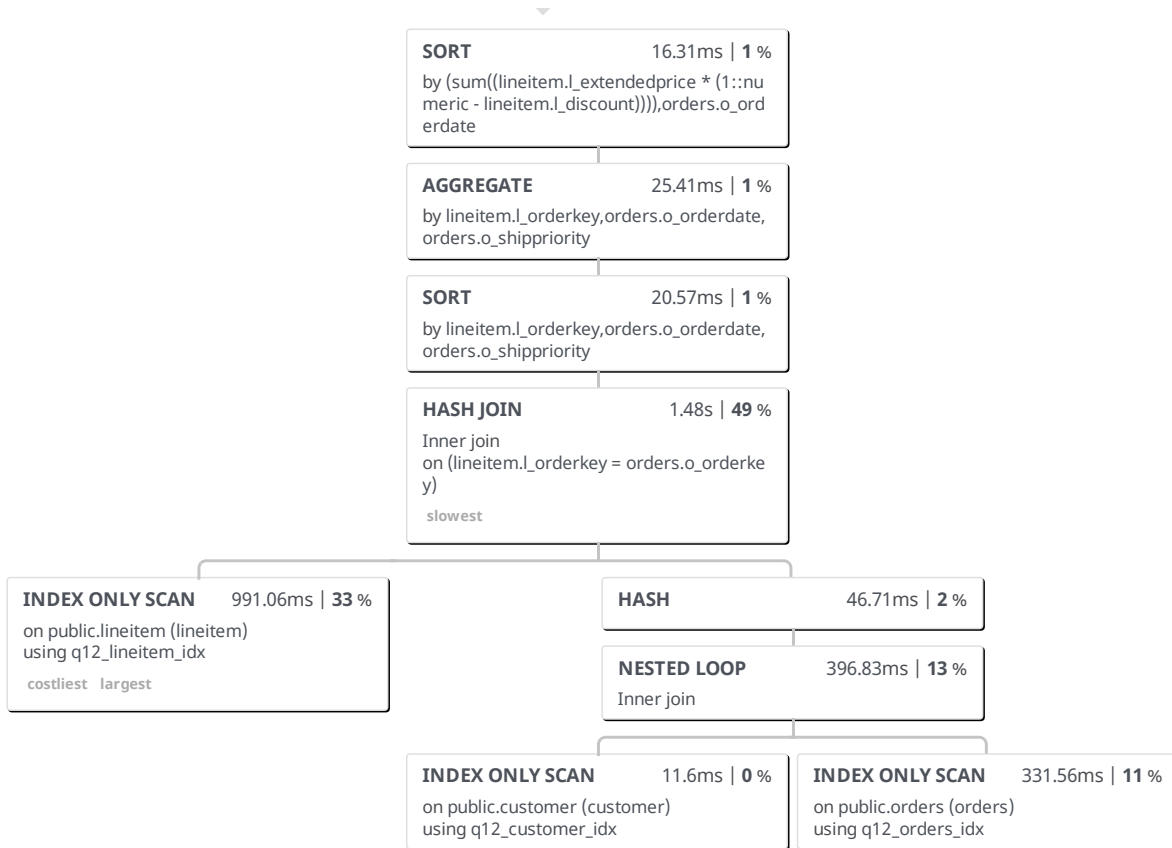 SORT 16.31ms | 1 %
by (sum((lineitem.l_extendedprice * (1::nu
meric - lineitem.l_discount)))),orders.o_ord
erdate
AGGREGATE 25.41ms | 1 %
by lineitem.l_orderkey,orders.o_orderdate,
orders.o_shippriority
SORT 20.57ms | 1 %
by lineitem.l_orderkey,orders.o_orderdate,
orders.o_shippriority
HASH JOIN 1.48s | 49 %
Inner join
on (lineitem.l_orderkey = orders.o_orderke
y)
slowest
INDEX ONLY SCAN 991.06ms | 33 %
on public.lineitem (lineitem)
using q12_lineitem_idx
costliest largest
HASH 46.71ms | 2 %
NESTED LOOP 396.83ms | 13 %
Inner join
INDEX ONLY SCAN 11.6ms | 0 %
on public.customer (customer)
using q12_customer_idx
INDEX ONLY SCAN 331.56ms | 11 %
on public.orders (orders)
using q12_orders_idx